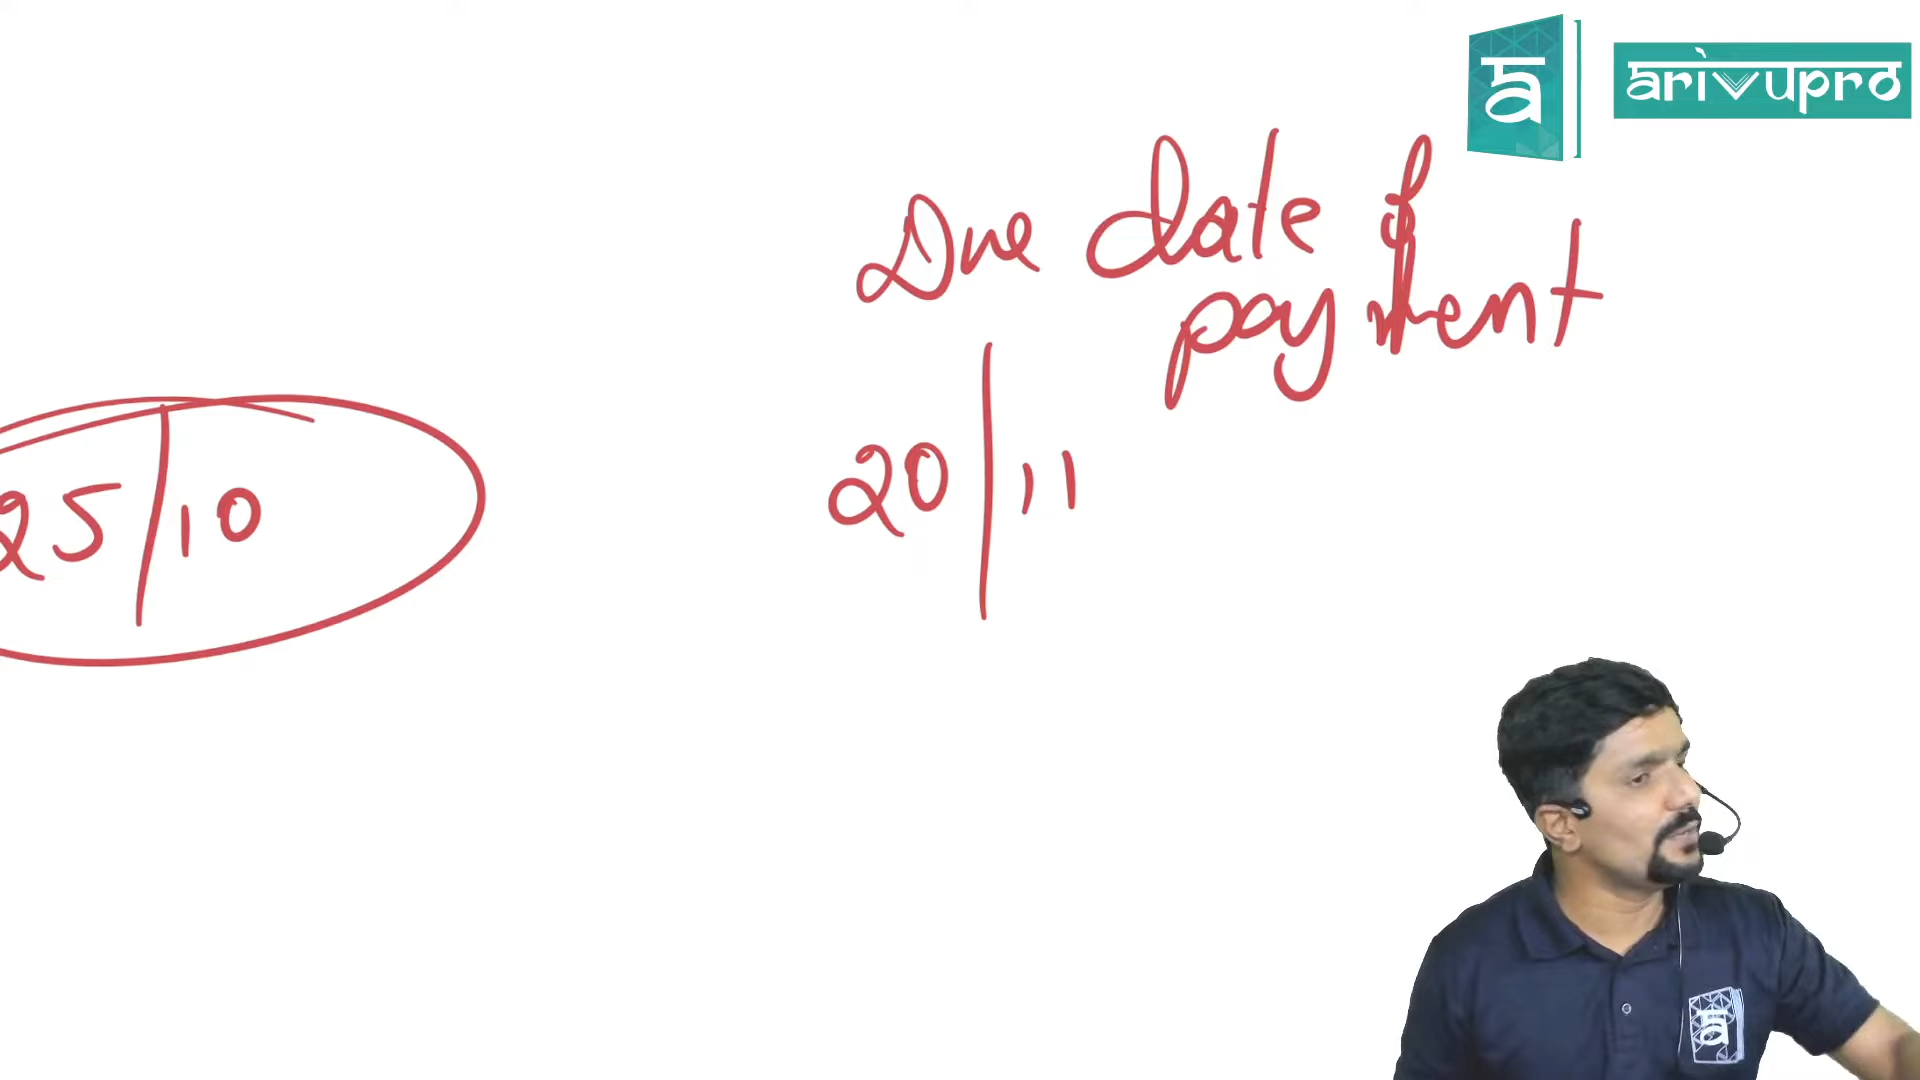 a arivupro
Due date of
payment
25/10
20/11
a